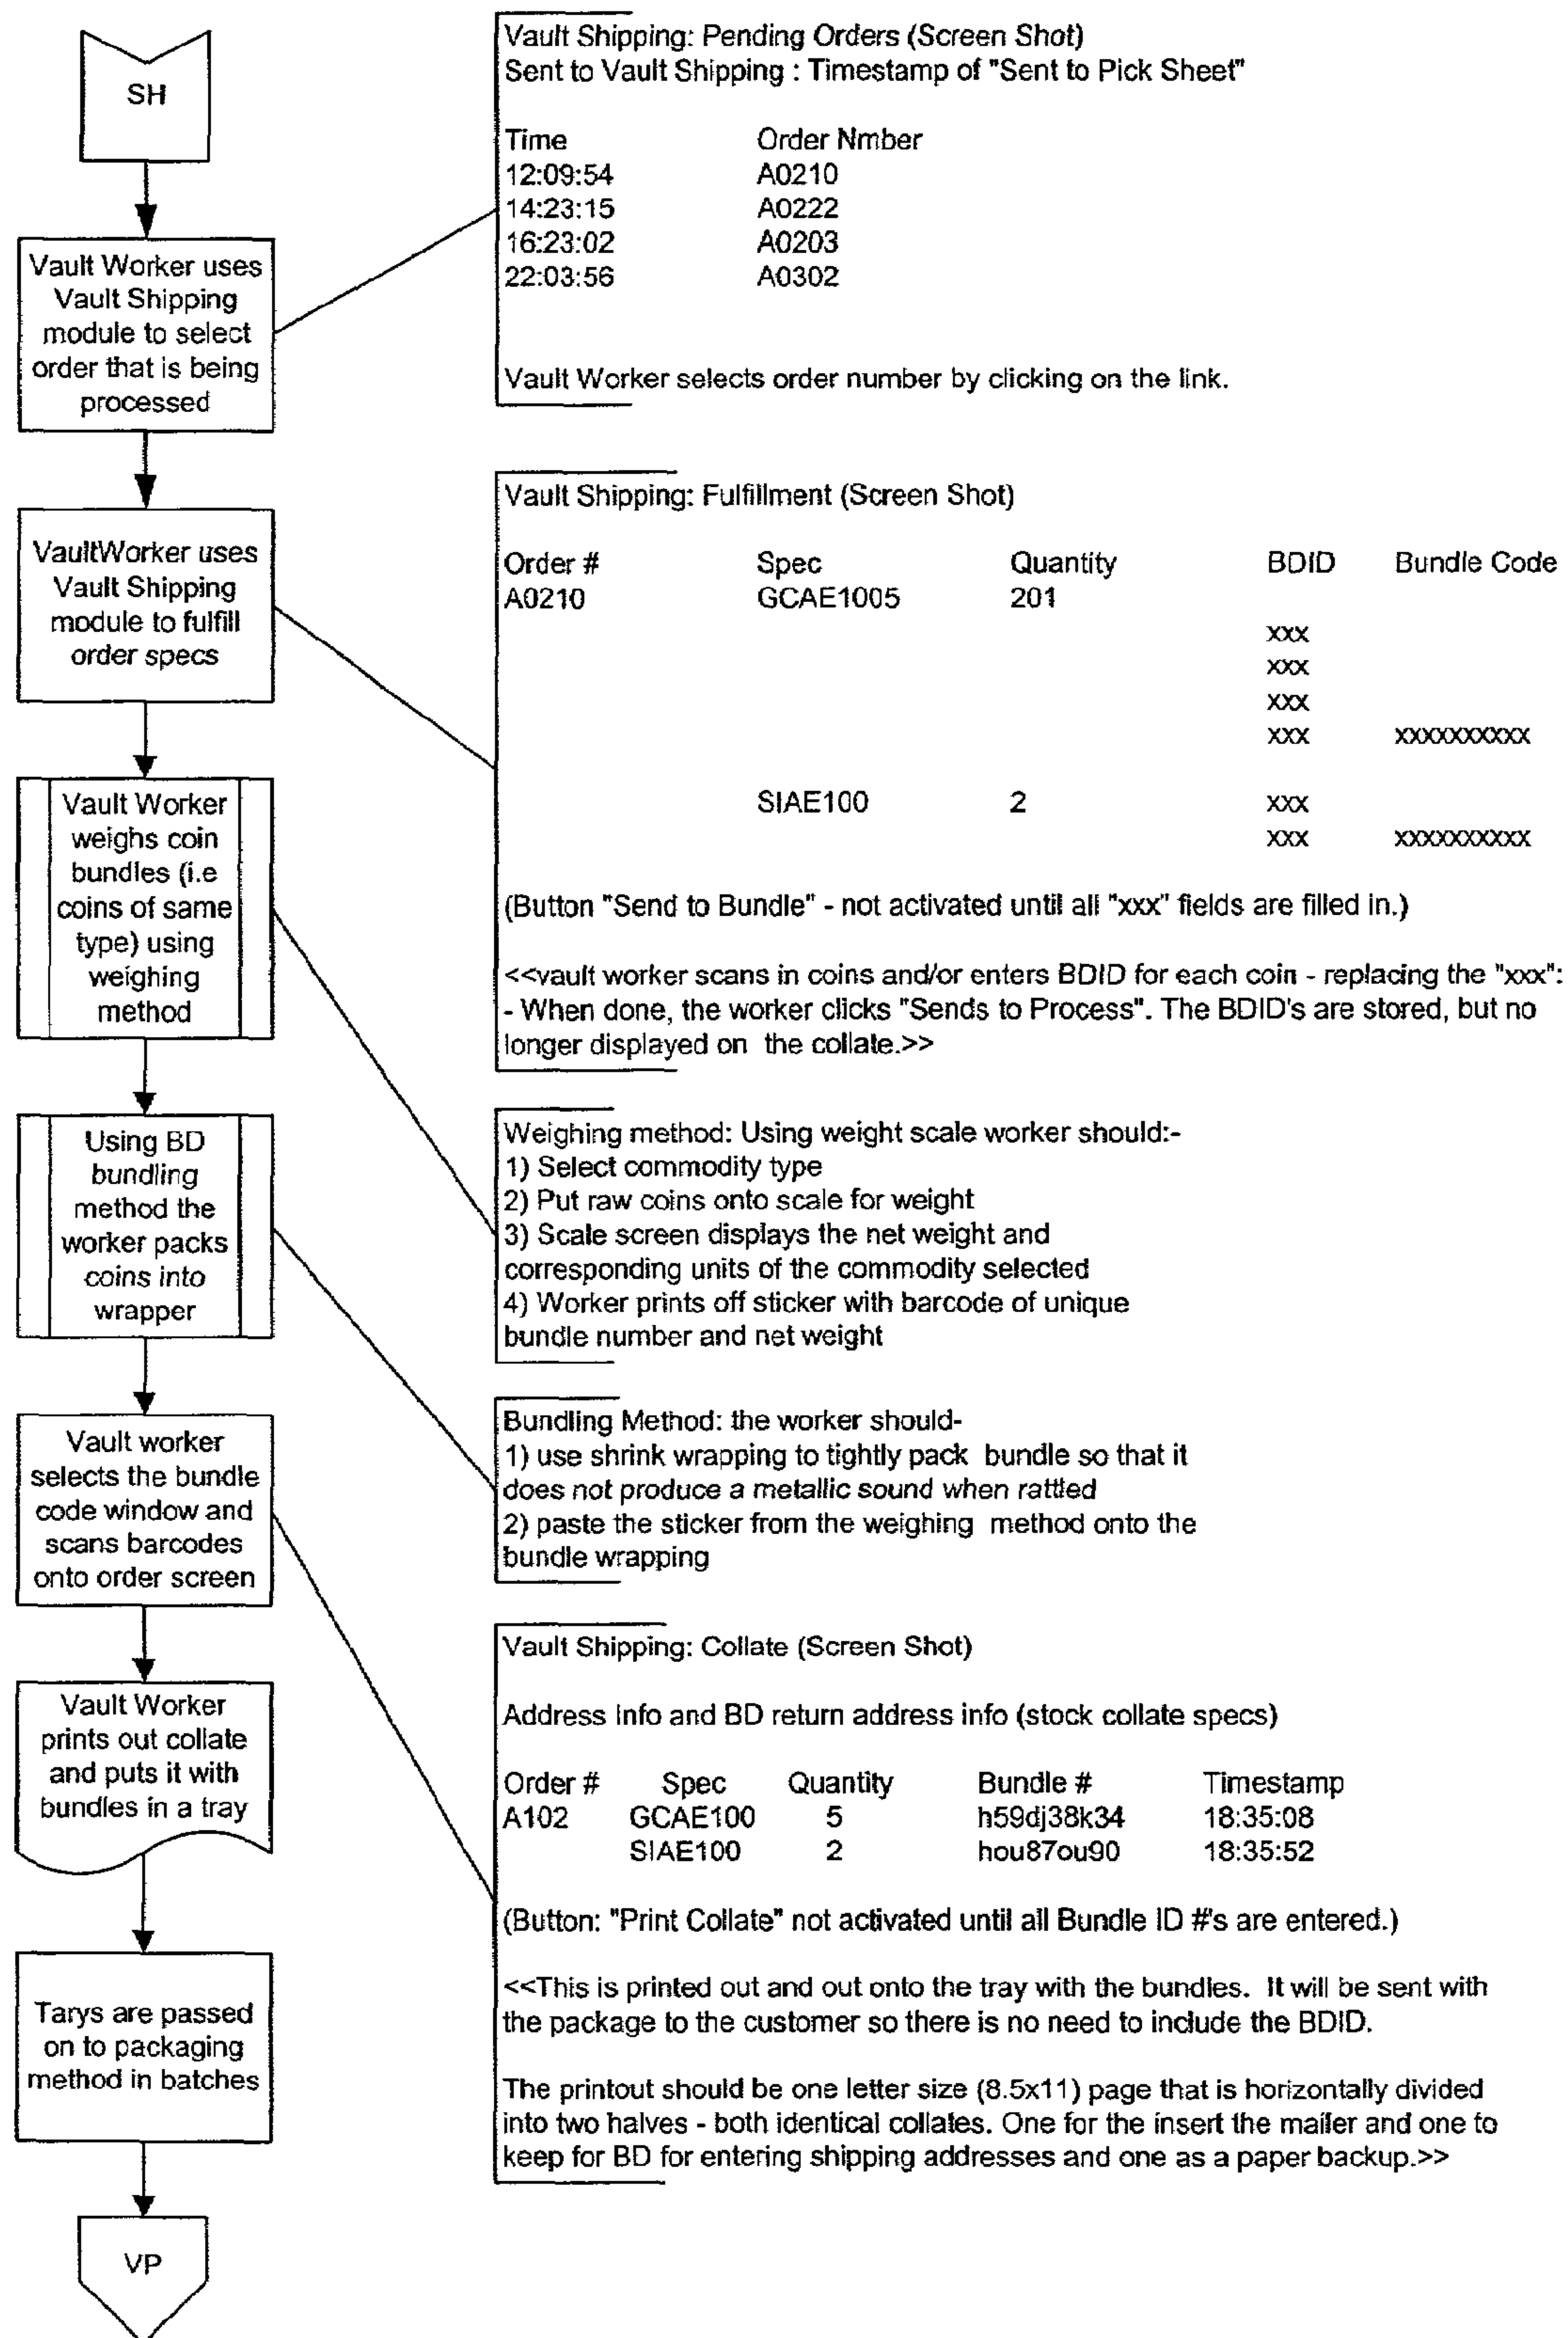 SH
Vault Worker uses
Vault Shipping
module to select
order that is being
processed
VaultWorker uses
Vault Shipping
module to fulfill
order specs
Vault Worker
weighs coin
bundles (i.e
coins of same
type) using
weighing
method
Using BD
bundling
method the
worker packs
coins into
wrapper
Vault worker
selects the bundle
code window and
scans barcodes
onto order screen
Vault Worker
prints out collate
and puts it with
bundles in a tray
Tarys are passed
on to packaging
method in batches
VP
Vault Shipping: Pending Orders (Screen Shot)
Sent to Vault Shipping : Timestamp of "Sent to Pick Sheet"
Time Order Nmber
12:09:54 A0210
14:23:15 A0222
16:23:02 A0203
22:03:56 A0302
Vault Worker selects order number by clicking on the link.
Vault Shipping: Fulfillment (Screen Shot)
Order # Spec Quantity BDID Bundle Code
A0210 GCAE1005 201
xxx
xxx
xxx
xxx xxxxxxxxxx
SIAE100 2 xxx
xxx xxxxxxxxxx
(Button "Send to Bundle" - not activated until all "xxx" fields are filled in.)
<<vault worker scans in coins and/or enters BDID for each coin - replacing the "xxx":
- When done, the worker clicks "Sends to Process". The BDID's are stored, but no
longer displayed on the collate.>>
Weighing method: Using weight scale worker should:-
1) Select commodity type
2) Put raw coins onto scale for weight
3) Scale screen displays the net weight and
corresponding units of the commodity selected
4) Worker prints off sticker with barcode of unique
bundle number and net weight
Bundling Method: the worker should-
1) use shrink wrapping to tightly pack bundle so that it
does not produce a metallic sound when rattled
2) paste the sticker from the weighing method onto the
bundle wrapping
Vault Shipping: Collate (Screen Shot)
Address Info and BD return address info (stock collate specs)
Order # Spec Quantity Bundle # Timestamp
A102 GCAE100 5 h59dj38k34 18:35:08
SIAE100 2 hou87ou90 18:35:52
(Button: "Print Collate" not activated until all Bundle ID #'s are entered.)
<<This is printed out and out onto the tray with the bundles. It will be sent with
the package to the customer so there is no need to include the BDID.
The printout should be one letter size (8.5x11) page that is horizontally divided
into two halves - both identical collates. One for the insert the mailer and one to
keep for BD for entering shipping addresses and one as a paper backup.>>